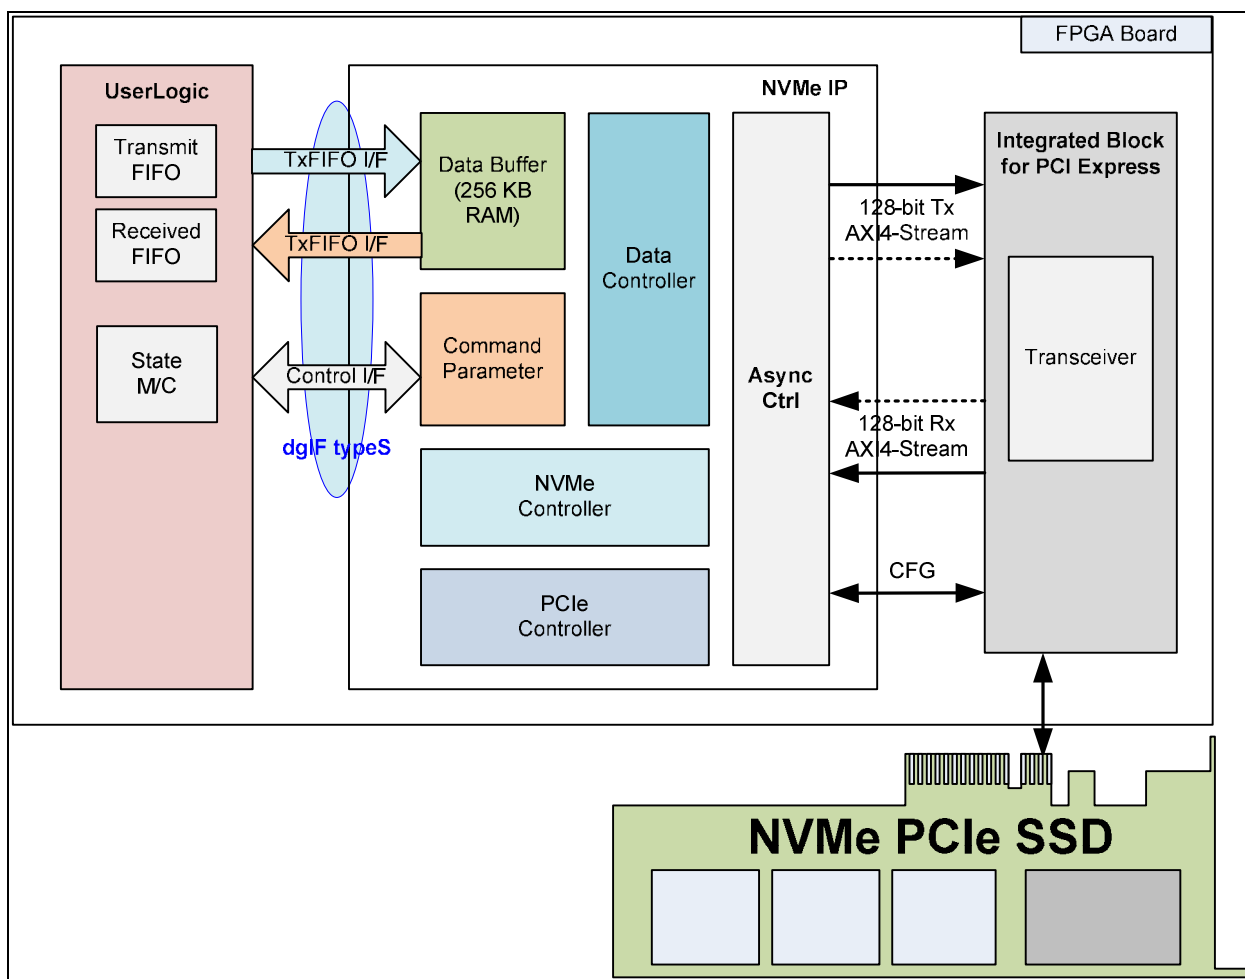 FPGA Board
UserLogic
Transmit
FIFO
Received
FIFO
State
M/C
TxFIFO I/F
TxFIFO I/F
Control I/F
dgIF typeS
NVMe IP
Data Buffer
(256 KB
RAM)
Command
Parameter
Data
Controller
NVMe
Controller
PCIe
Controller
Async
Ctrl
128-bit Tx
AXI4-Stream
128-bit Rx
AXI4-Stream
CFG
Integrated Block
for PCI Express
Transceiver
NVMe PCIe SSD